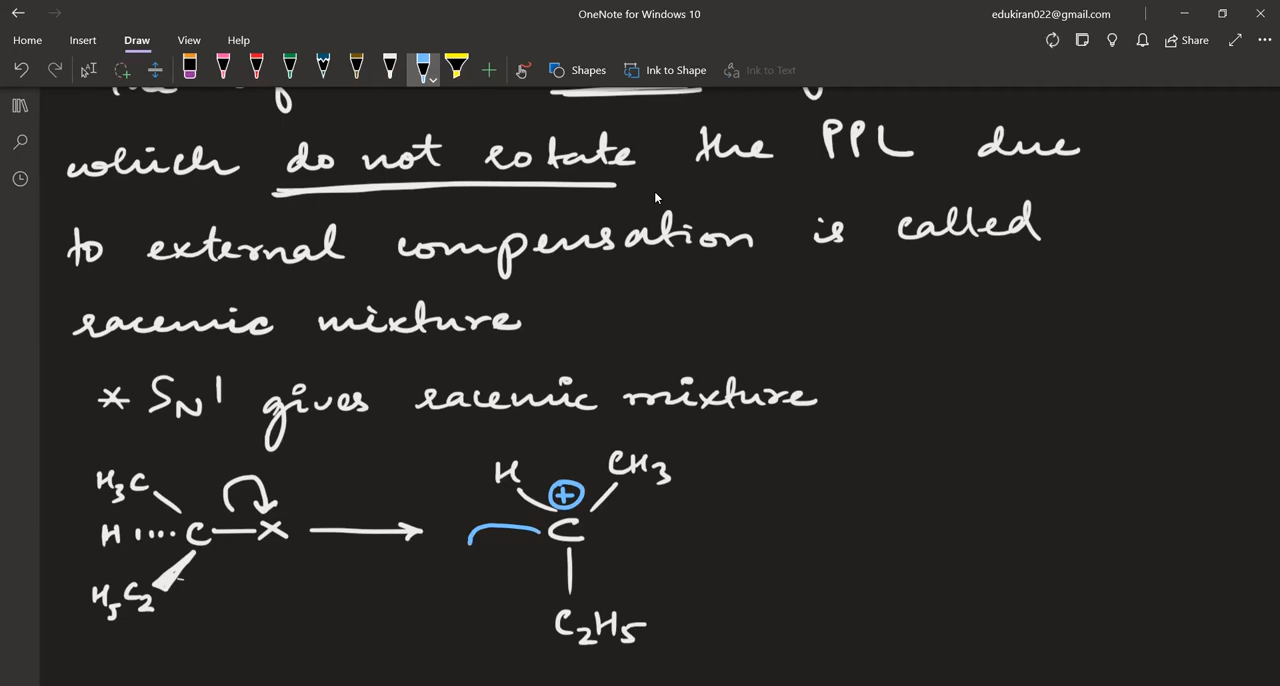 OneNote for Windows 10
edukiran022@gmail.com
Home Insert Draw View Help
Share
Shapes Ink to Shape Ink to Text
which do not rotate the PPL due
to external compensation is called
racemic mixture
* SN1 gives racemic mixture
H3C
H C X
H5C2
H CH3
+
C
C2H5